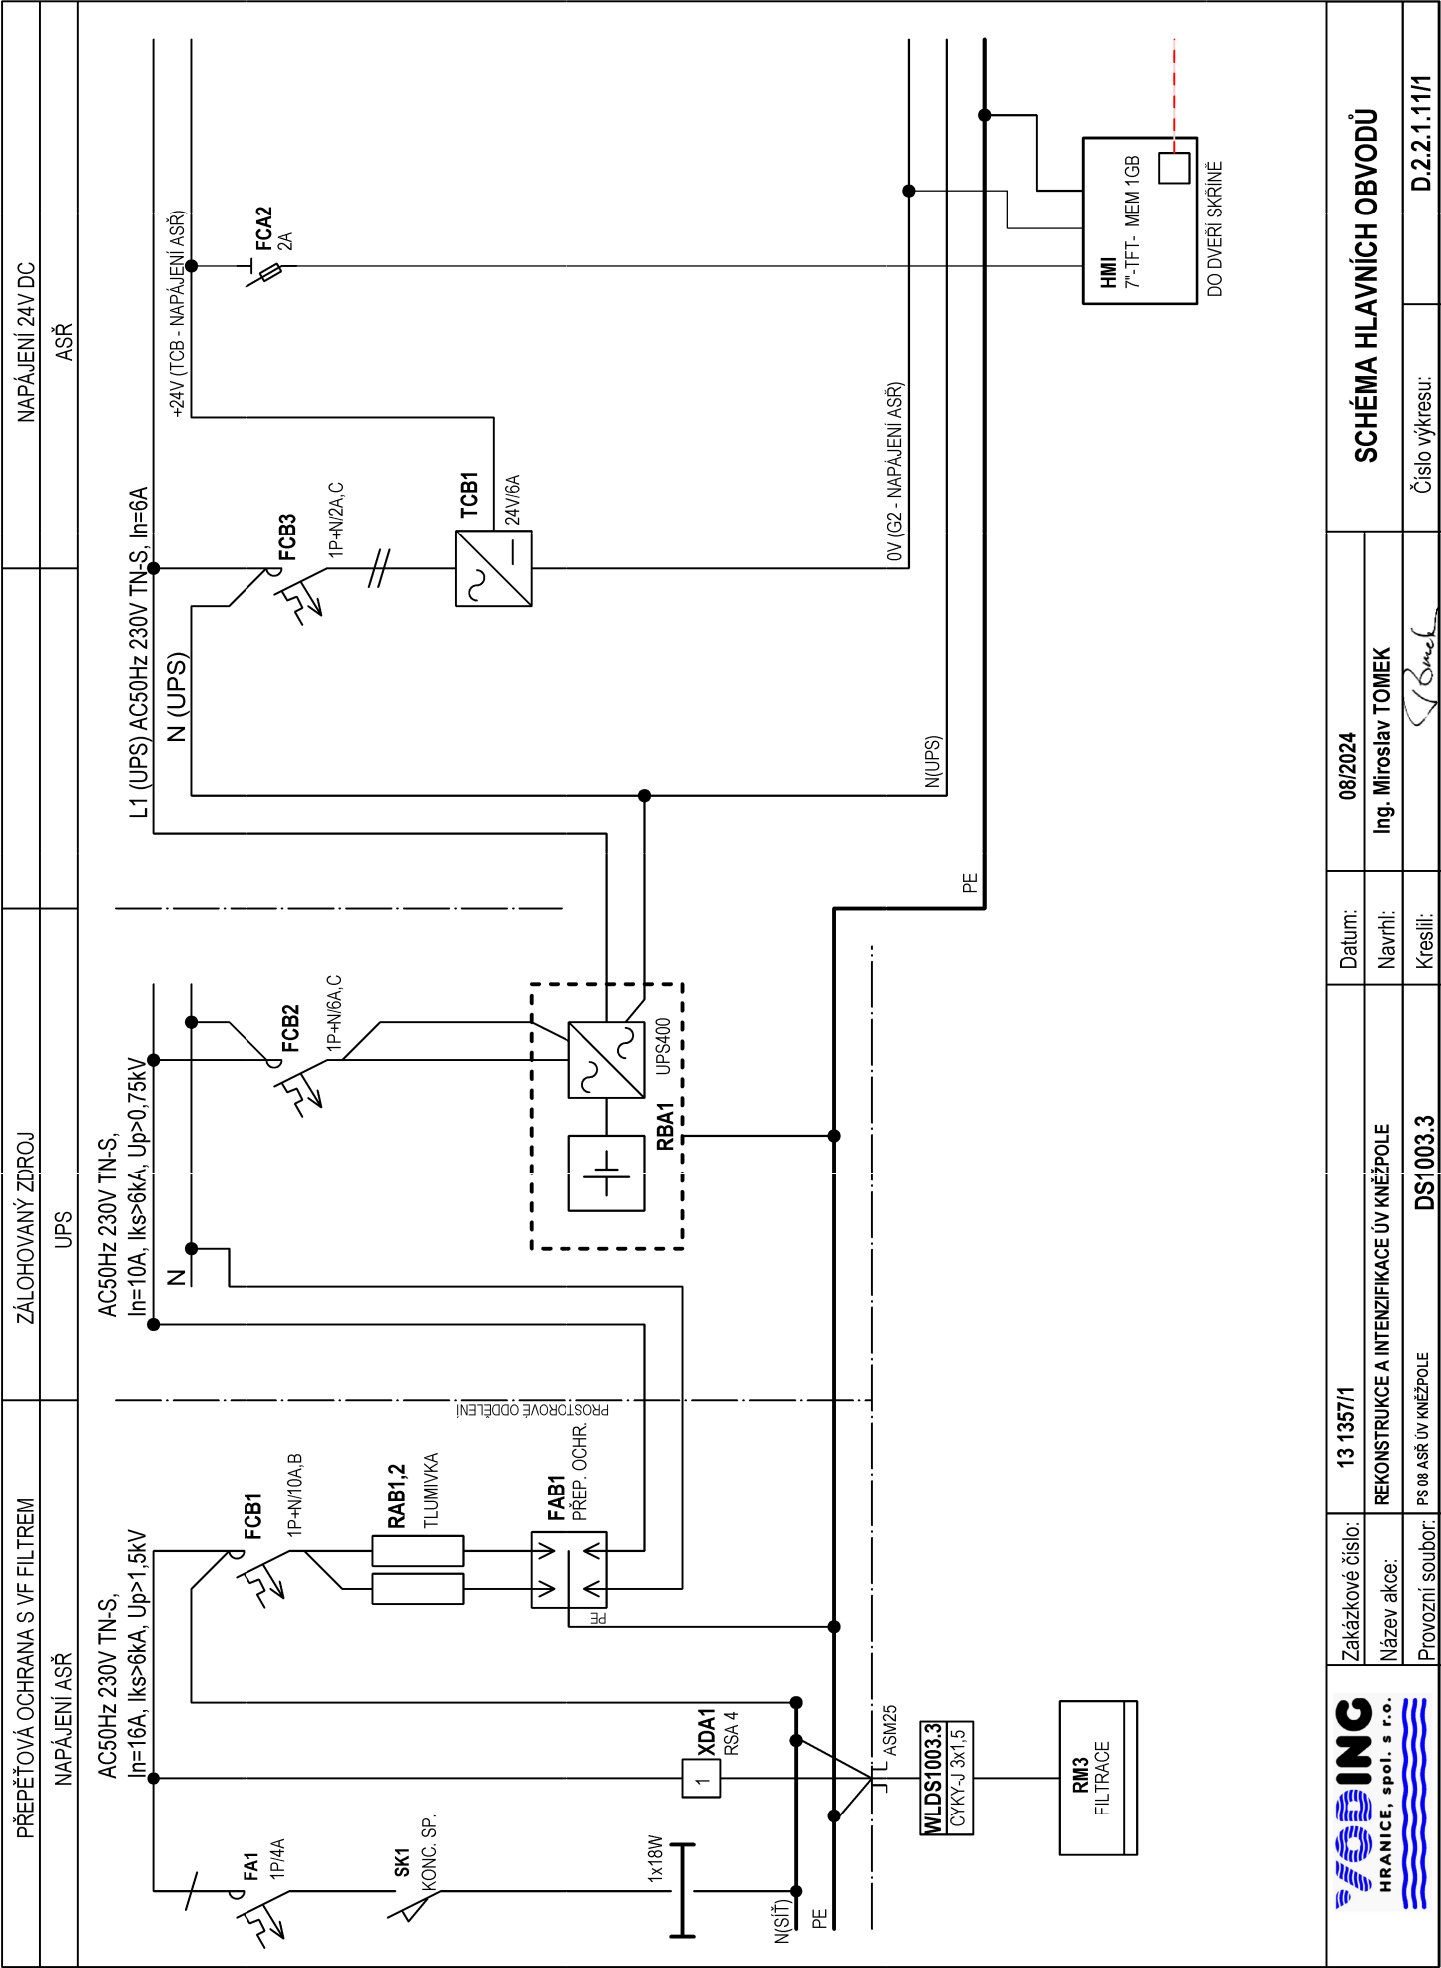 PŘEPĚŤOVÁ OCHRANA S VF FILTREM
ZÁLOHOVANÝ ZDROJ
NAPÁJENÍ 24V DC
NAPÁJENÍ ASŘ
UPS
ASŘ
AC50Hz 230V TN-S,
In=16A, Iks>6kA, Up>1,5kV
AC50Hz 230V TN-S,
In=10A, Iks>6kA, Up>0,75kV
N
L1 (UPS) AC50Hz 230V TN-S, In=6A
N (UPS)
+24V (TCB - NAPÁJENÍ ASŘ)
FA1
1P/4A
FCB1
1P+N/10A,B
FCB2
1P+N/6A,C
FCB3
1P+N/2A,C
FCA2
2A
SK1
KONC. SP.
RAB1,2
TLUMIVKA
PROSTOROVÉ ODDĚLENÍ
TCB1
24V/6A
FAB1
PŘEP. OCHR.
PE
1x18W
1
XDA1
RSA 4
RBA1
UPS400
N(SÍŤ)
PE
0V (G2 - NAPÁJENÍ ASŘ)
N(UPS)
PE
ASM25
WLDS1003.3
CYKY-J 3x1,5
RM3
FILTRACE
HMI
7"-TFT- MEM 1GB
DO DVEŘÍ SKŘÍNĚ
VODING
HRANICE, spol. s r.o.
Zakázkové číslo:
13 1357/1
Datum:
08/2024
SCHÉMA HLAVNÍCH OBVODŮ
Název akce:
REKONSTRUKCE A INTENZIFIKACE ÚV KNĚŽPOLE
Navrhl:
Ing. Miroslav TOMEK
Provozní soubor:
PS 08 ASŘ ÚV KNĚŽPOLE
DS1003.3
Kreslil:
Tomek
Číslo výkresu:
D.2.2.1.11/1